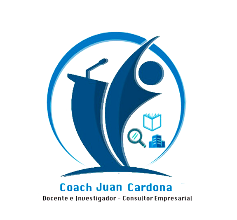 Coach Juan Cardona
Docente e Investigador - Consultor Empresarial